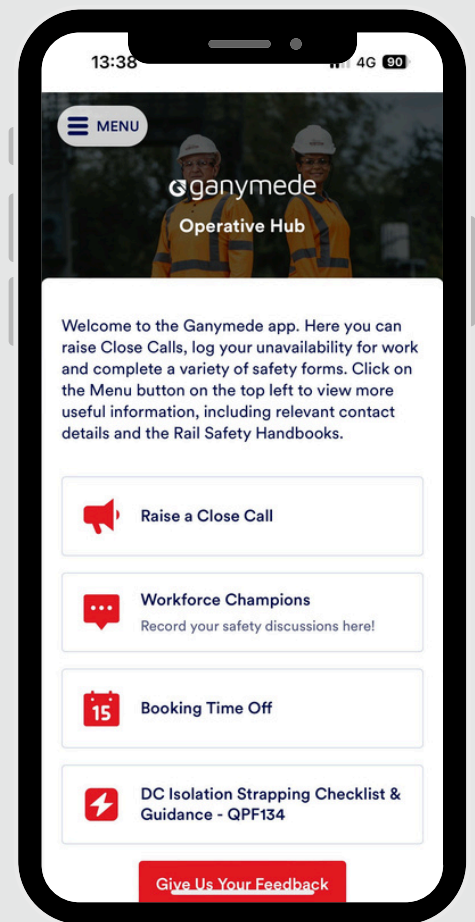 13:38
4G 90
MENU
ganymede
Operative Hub
Welcome to the Ganymede app. Here you can
raise Close Calls, log your unavailability for work
and complete a variety of safety forms. Click on
the Menu button on the top left to view more
useful information, including relevant contact
details and the Rail Safety Handbooks.
Raise a Close Call
Workforce Champions
Record your safety discussions here!
15
Booking Time Off
DC Isolation Strapping Checklist &
Guidance - QPF134
Give Us Your Feedback